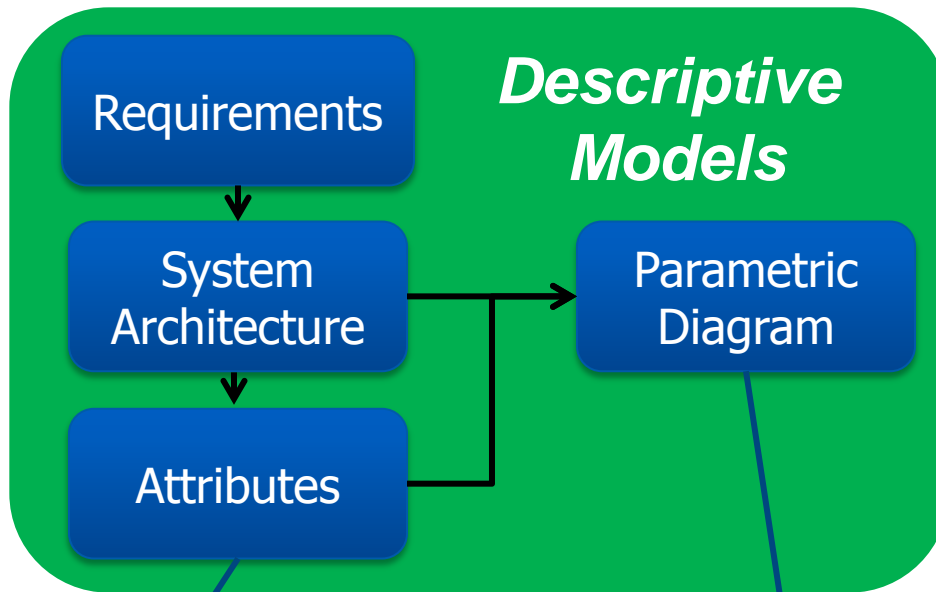 Requirements
Descriptive
Models
System
Architecture
Parametric
Diagram
Attributes